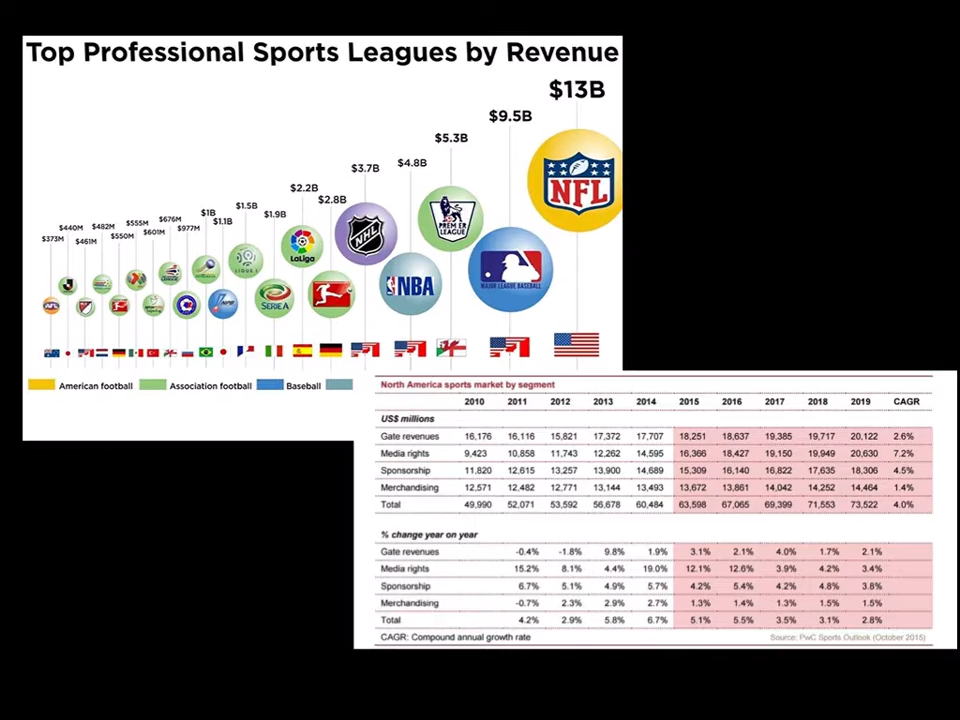 Top Professional Sports Leagues by Revenue
$13B
$9.5B
$5.3B
$4.8B
$3.7B
$2.2B
$2.8B
$1.5B
$1.9B
$1B
$1.1B
$676M
$977M
$555M
$601M
$482M
$550M
$440M
$461M
$373M
NFL
PREMIER
LEAGUE
NHL
LaLiga
LIGUE 1
NBA
MAJOR LEAGUE BASEBALL
SERIE A
AFL
American football
Association football
Baseball
North America sports market by segment
2010 2011 2012 2013 2014 2015 2016 2017 2018 2019 CAGR
US$ millions
Gate revenues 16,176 16,116 15,821 17,372 17,707 18,251 18,637 19,385 19,717 20,122 2.6%
Media rights 9,423 10,858 11,743 12,262 14,595 16,366 18,427 19,150 19,949 20,630 7.2%
Sponsorship 11,820 12,615 13,257 13,900 14,689 15,309 16,140 16,822 17,635 18,306 4.5%
Merchandising 12,571 12,482 12,771 13,144 13,493 13,672 13,861 14,042 14,252 14,464 1.4%
Total 49,990 52,071 53,592 56,678 60,484 63,598 67,065 69,399 71,553 73,522 4.0%
% change year on year
Gate revenues -0.4% -1.8% 9.8% 1.9% 3.1% 2.1% 4.0% 1.7% 2.1%
Media rights 15.2% 8.1% 4.4% 19.0% 12.1% 12.6% 3.9% 4.2% 3.4%
Sponsorship 6.7% 5.1% 4.9% 5.7% 4.2% 5.4% 4.2% 4.8% 3.8%
Merchandising -0.7% 2.3% 2.9% 2.7% 1.3% 1.4% 1.3% 1.5% 1.5%
Total 4.2% 2.9% 5.8% 6.7% 5.1% 5.5% 3.5% 3.1% 2.8%
CAGR: Compound annual growth rate
Source: PwC Sports Outlook (October 2015)